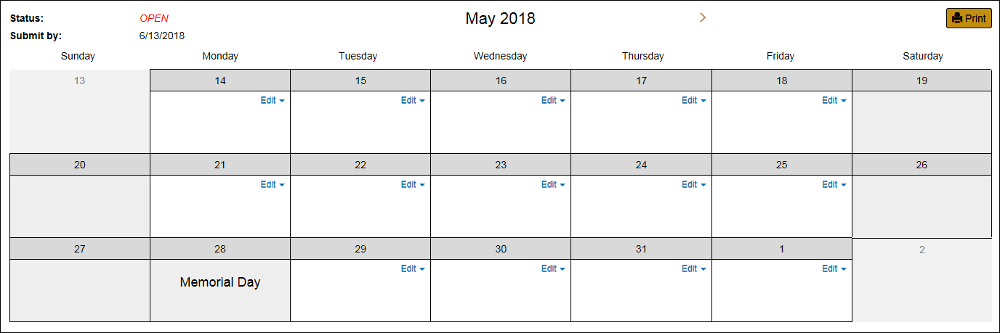 Status: OPEN May 2018 > Print
Submit by: 6/13/2018
Sunday Monday Tuesday Wednesday Thursday Friday Saturday
13 14 15 16 17 18 19
Edit Edit Edit Edit Edit
20 21 22 23 24 25 26
Edit Edit Edit Edit Edit
27 28 29 30 31 1 2
Edit Edit Edit Edit
Memorial Day